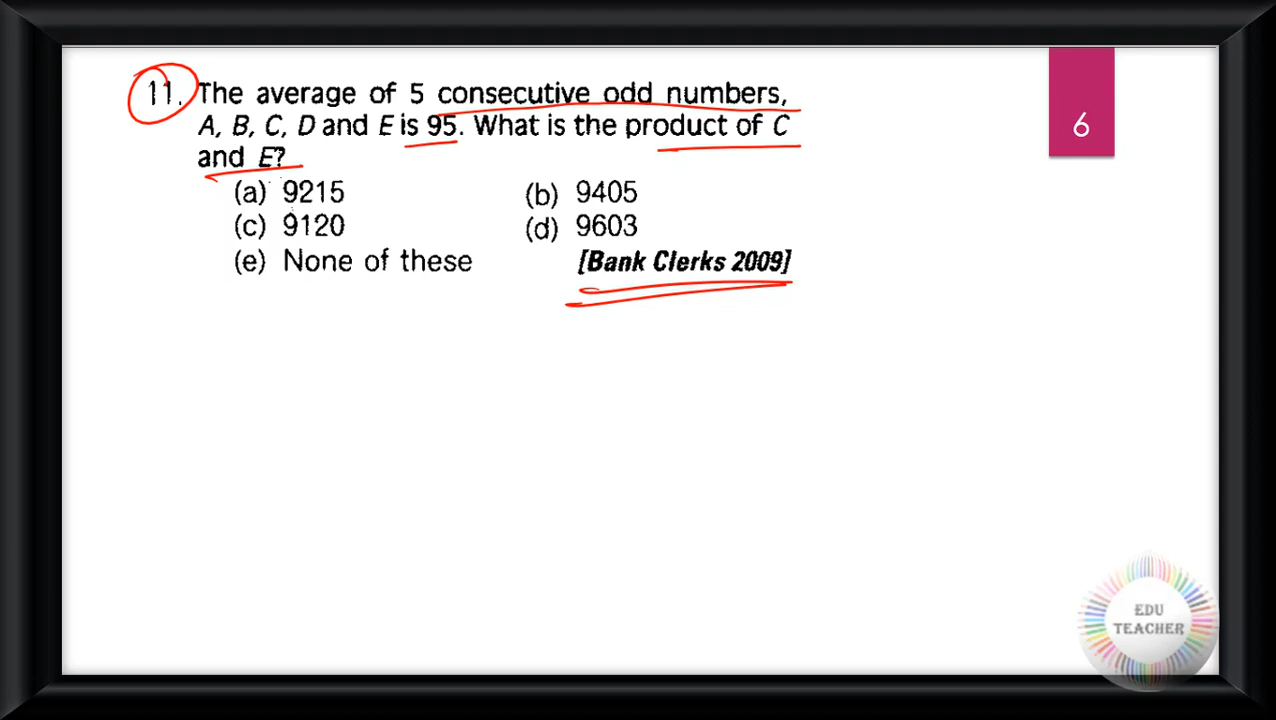 11. The average of 5 consecutive odd numbers,
A, B, C, D and E is 95. What is the product of C
and E?
(a) 9215 (b) 9405
(c) 9120 (d) 9603
(e) None of these [Bank Clerks 2009]
6
EDU
TEACHER